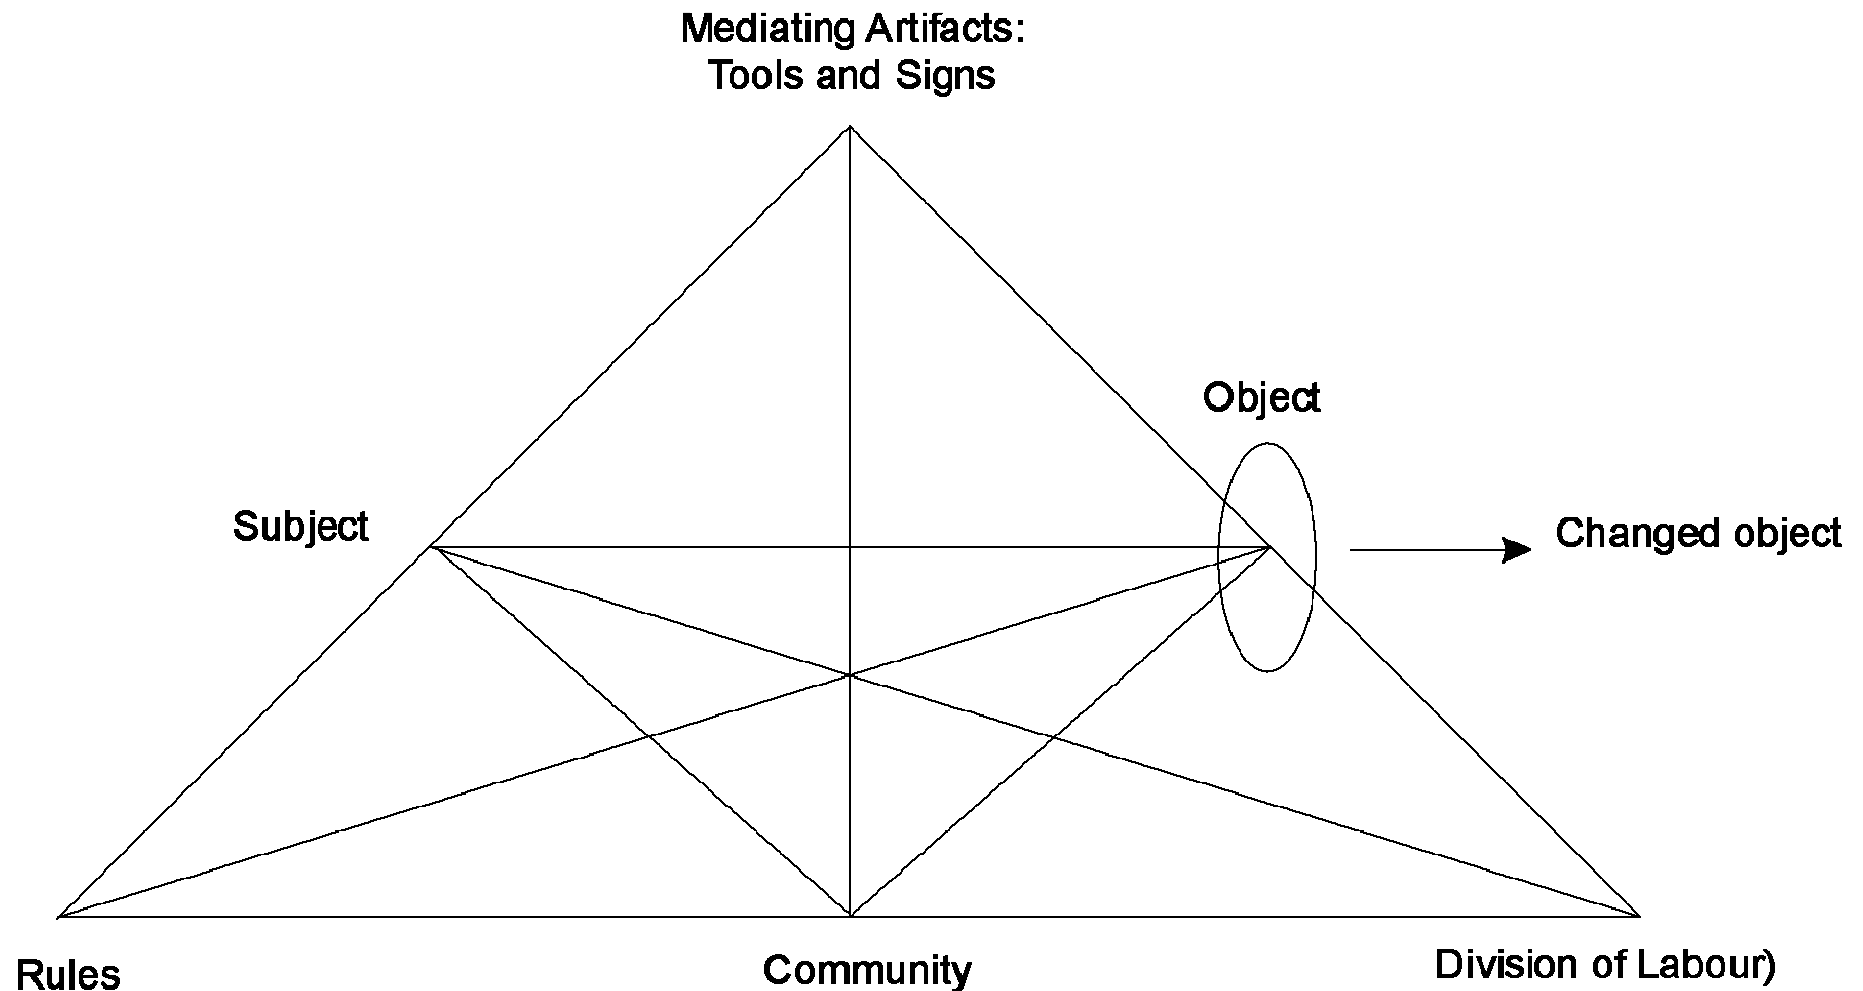 Mediating Artifacts:
Tools and Signs
Object
Subject
Changed object
Rules
Community
Division of Labour)